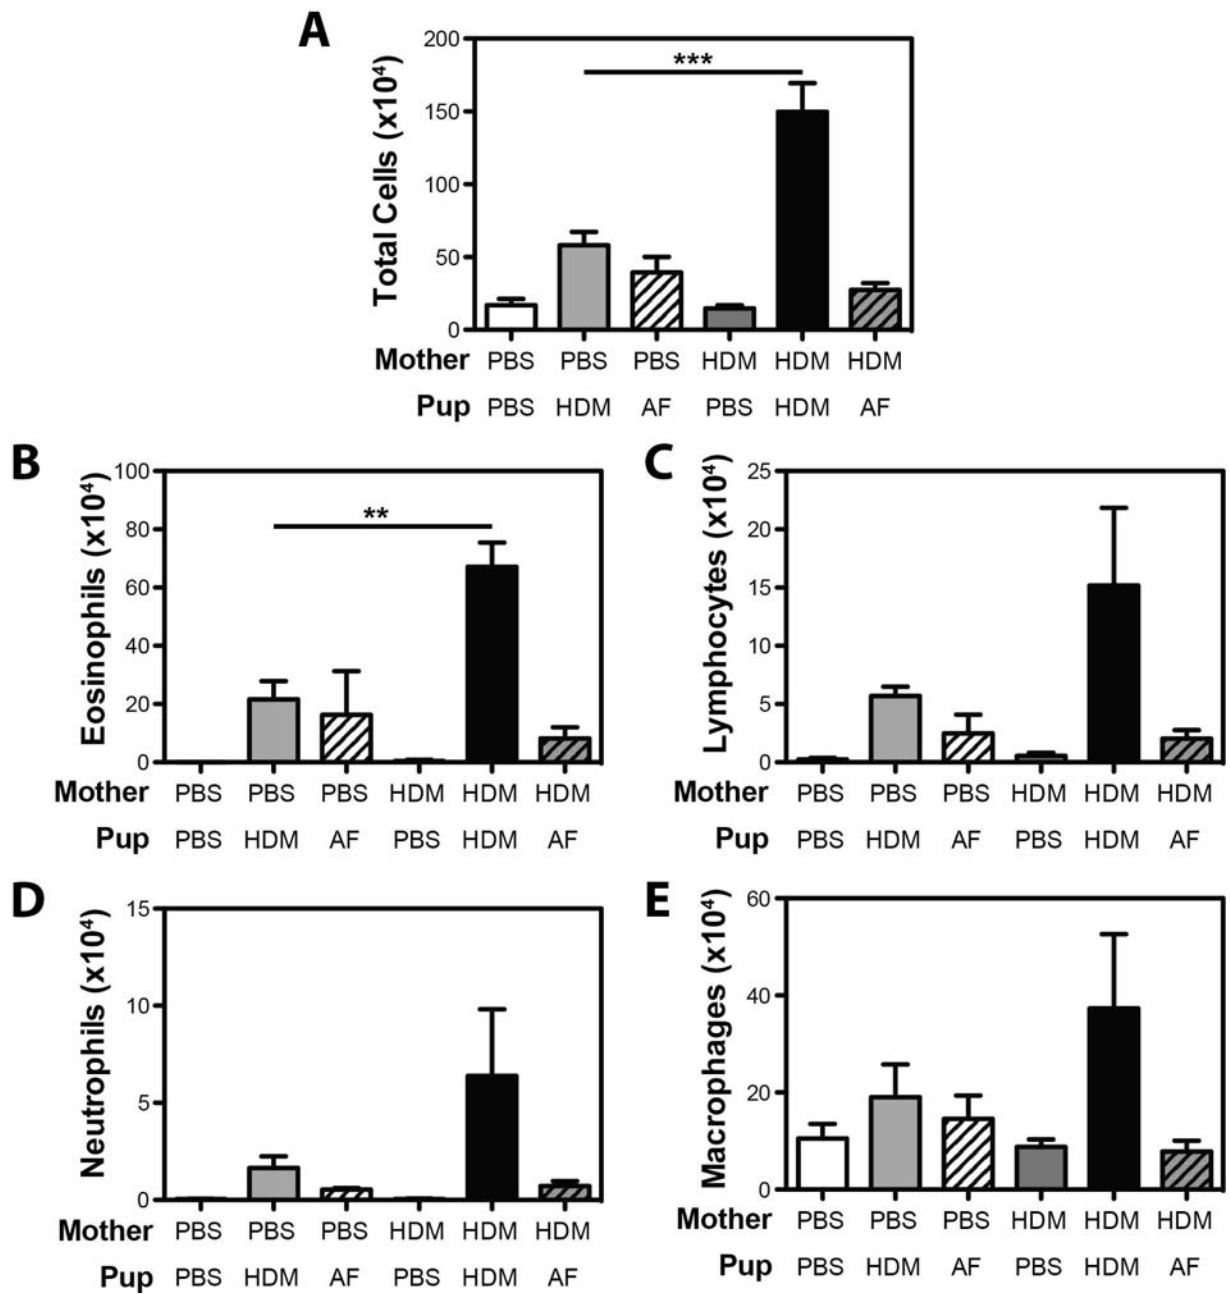 A
Total Cells (x10⁴)
200
150
100
50
0
***
Mother PBS PBS PBS HDM HDM HDM
Pup PBS HDM AF PBS HDM AF
B
Eosinophils (x10⁴)
100
80
60
40
20
0
**
Mother PBS PBS PBS HDM HDM HDM
Pup PBS HDM AF PBS HDM AF
C
Lymphocytes (x10⁴)
25
20
15
10
5
0
Mother PBS PBS PBS HDM HDM HDM
Pup PBS HDM AF PBS HDM AF
D
Neutrophils (x10⁴)
15
10
5
0
Mother PBS PBS PBS HDM HDM HDM
Pup PBS HDM AF PBS HDM AF
E
Macrophages (x10⁴)
60
40
20
0
Mother PBS PBS PBS HDM HDM HDM
Pup PBS HDM AF PBS HDM AF